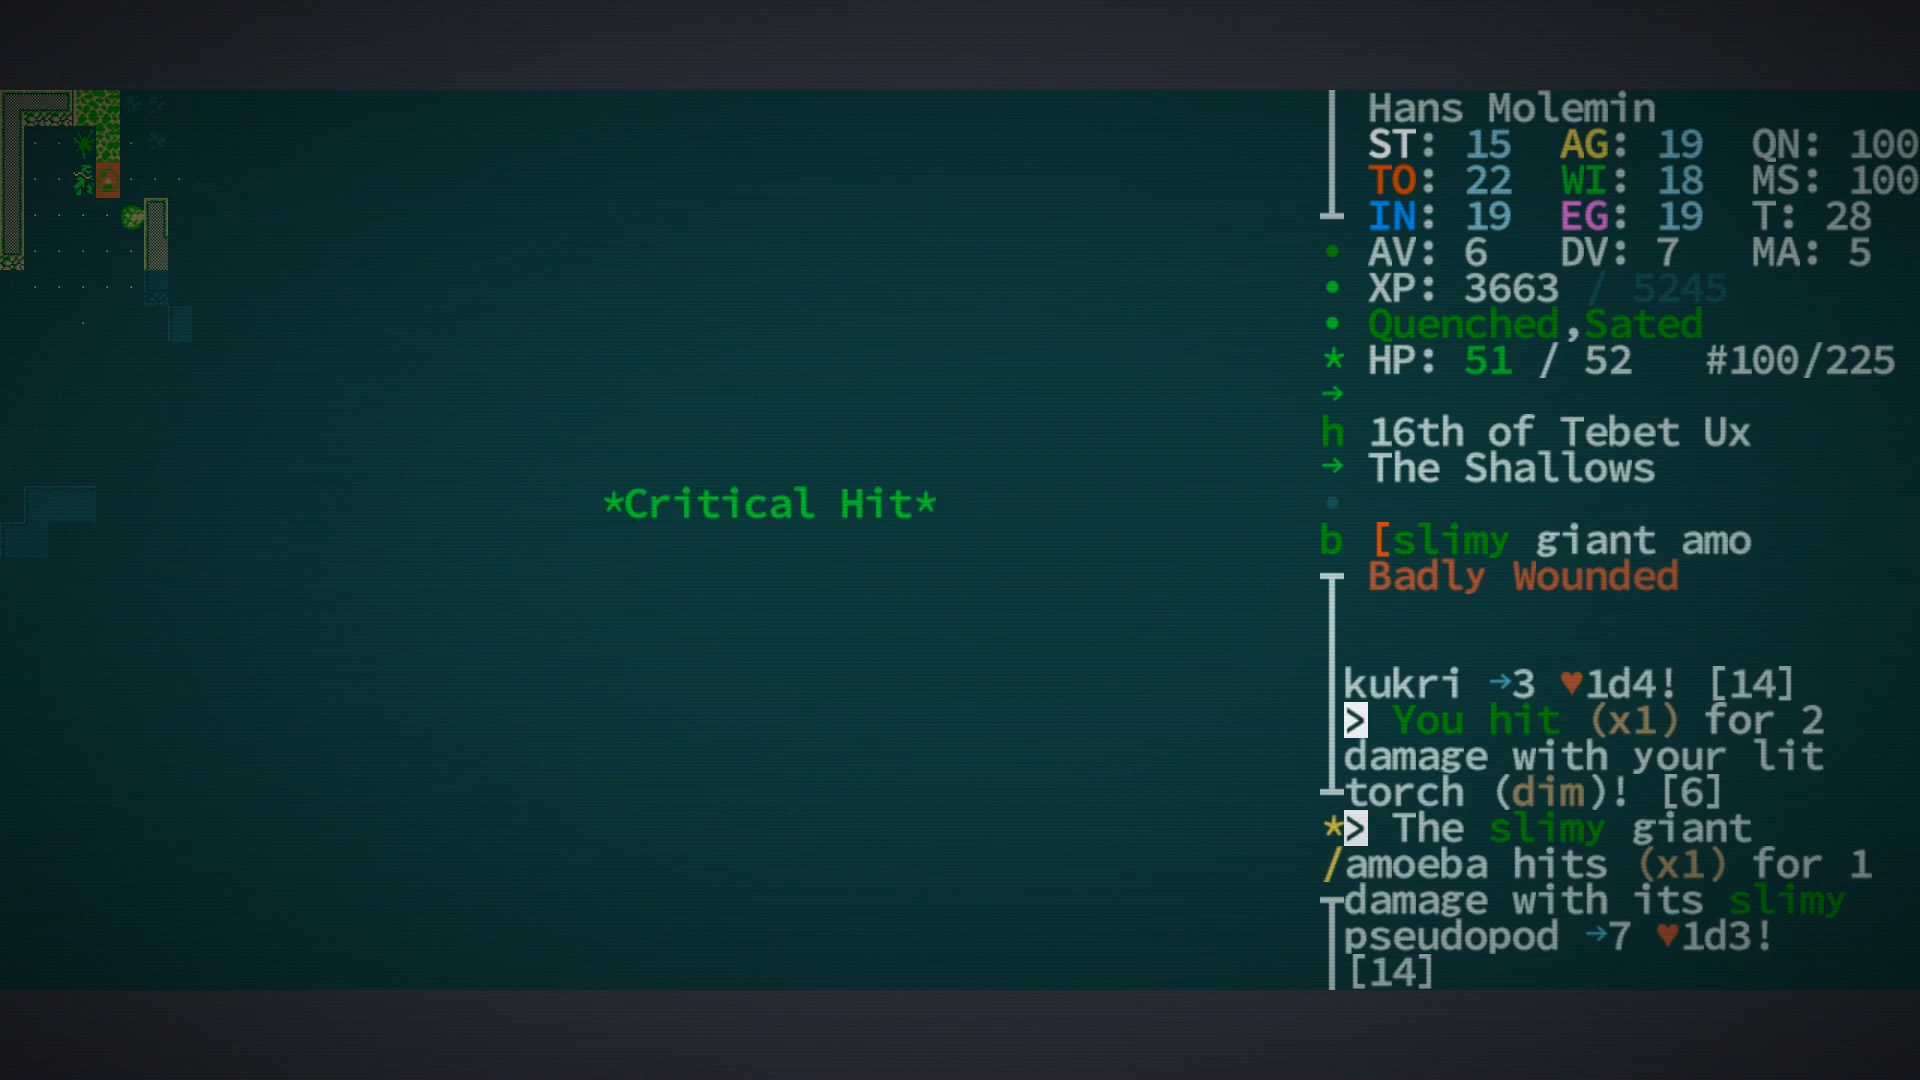 Hans Molemin
ST: 15 AG: 19 QN: 100
TO: 22 WI: 18 MS: 100
IN: 19 EG: 19 T: 28
• AV: 6 DV: 7 MA: 5
• XP: 3663 / 5245
• Quenched,Sated
* HP: 51 / 52 #100/225
→
h 16th of Tebet Ux
→ The Shallows
•
*Critical Hit*
b [slimy giant amo
Badly Wounded
kukri →3 ♥1d4! [14]
> You hit (x1) for 2
damage with your lit
torch (dim)! [6]
*> The slimy giant
/amoeba hits (x1) for 1
damage with its slimy
pseudopod →7 ♥1d3!
[14]